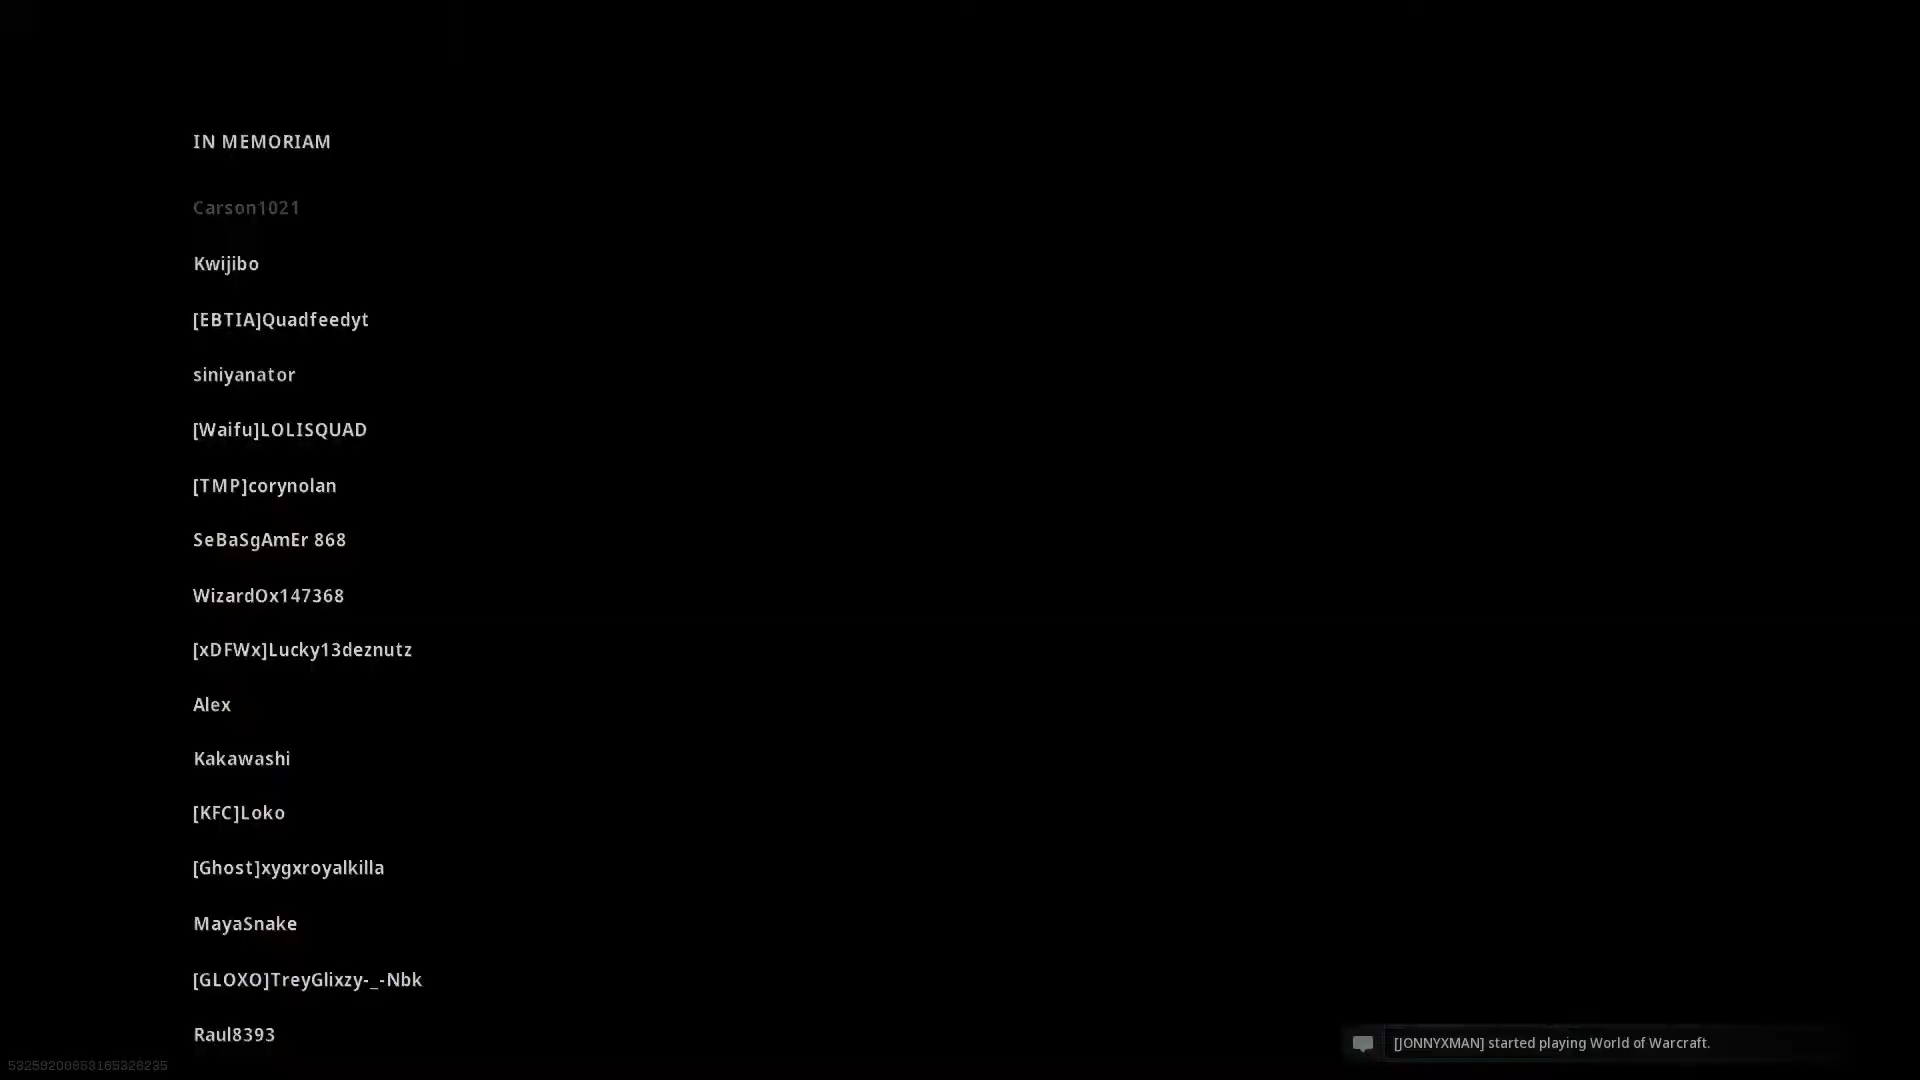 IN MEMORIAM
Carson1021
Kwijibo
[EBTIA]Quadfeedyt
siniyanator
[Waifu]LOLISQUAD
[TMP]corynolan
SeBaSgAmEr 868
WizardOx147368
[xDFWx]Lucky13deznutz
Alex
Kakawashi
[KFC]Loko
[Ghost]xygxroyalkilla
MayaSnake
[GLOXO]TreyGlixzy-_-Nbk
Raul8393
[JONNYXMAN] started playing World of Warcraft.